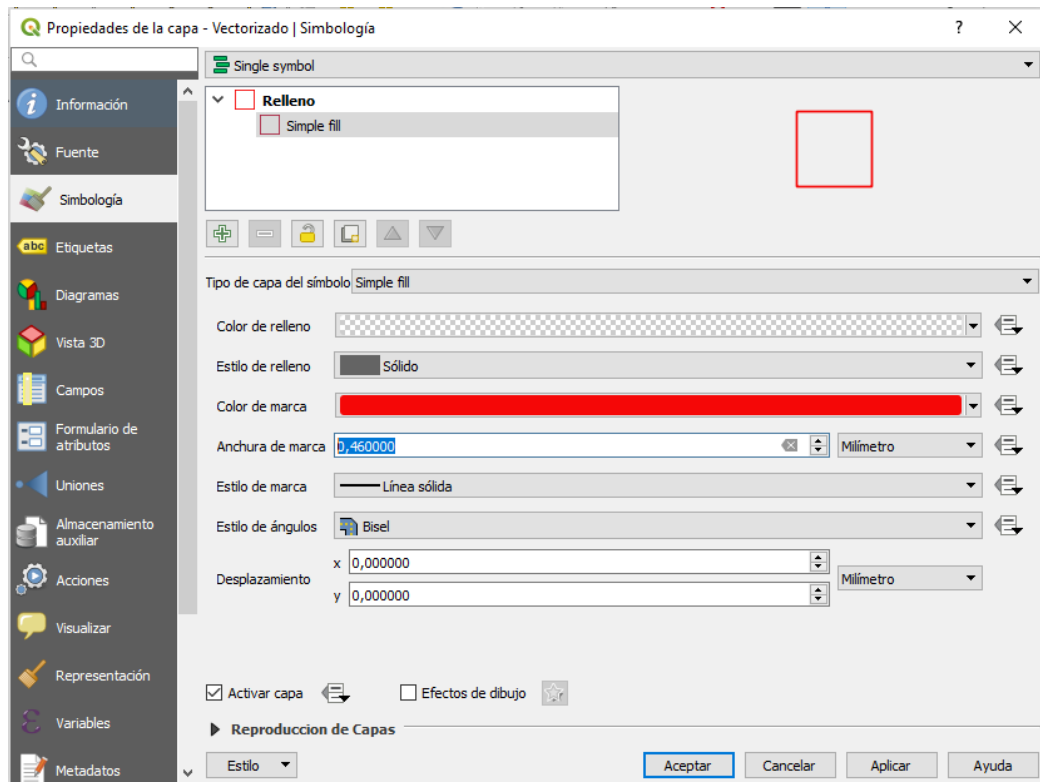 Propiedades de la capa - Vectorizado | Simbología
?
Single symbol
Información
Fuente
Simbología
abc Etiquetas
Diagramas
Vista 3D
Campos
Formulario de
atributos
Uniones
Almacenamiento
auxiliar
Acciones
Visualizar
Representación
Variables
Metadatos
Relleno
Simple fill
Tipo de capa del símbolo Simple fill
Color de relleno
Estilo de relleno Sólido
Color de marca
Anchura de marca 0,460000 Milímetro
Estilo de marca Línea sólida
Estilo de ángulos Bisel
Desplazamiento
x 0,000000
y 0,000000
Milímetro
Activar capa Efectos de dibujo
Reproduccion de Capas
Estilo Aceptar Cancelar Aplicar Ayuda